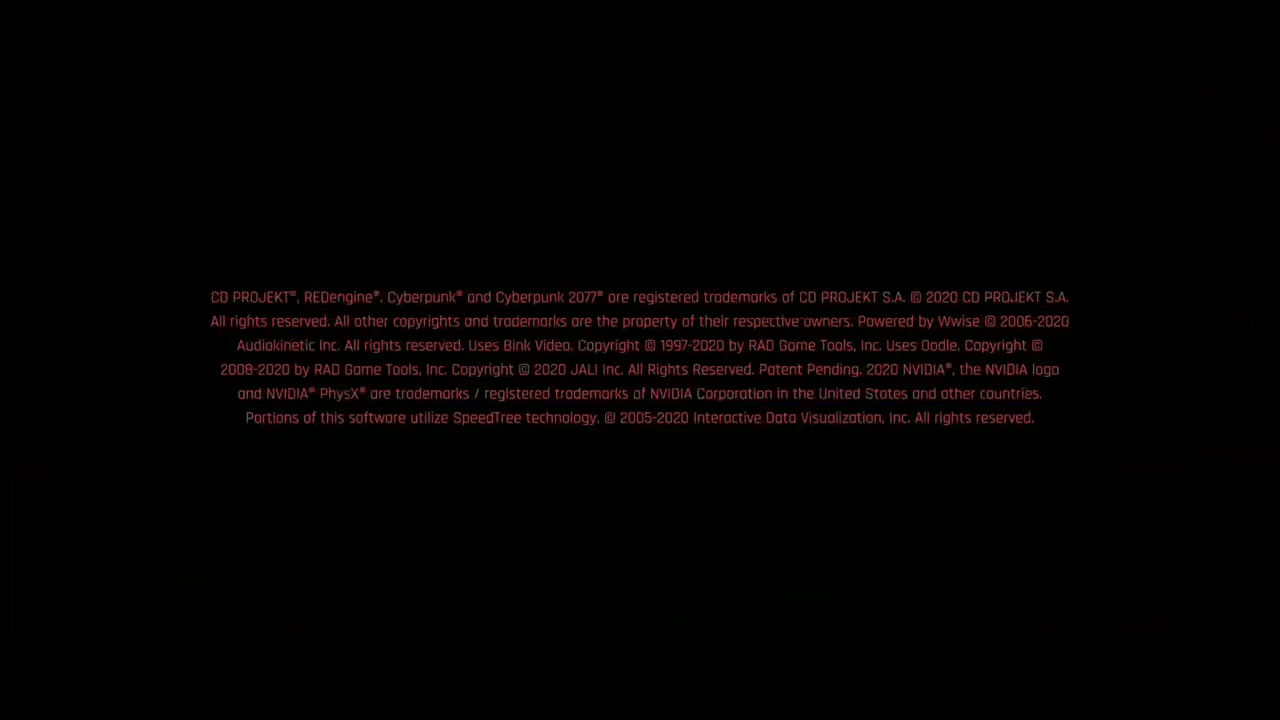 CD PROJEKT®, REDengine®, Cyberpunk® and Cyberpunk 2077® are registered trademarks of CD PROJEKT S.A. © 2020 CD PROJEKT S.A.
All rights reserved. All other copyrights and trademarks are the property of their respective owners. Powered by Wwise © 2006-2020
Audiokinetic Inc. All rights reserved. Uses Bink Video. Copyright © 1997-2020 by RAD Game Tools, Inc. Uses Oodle. Copyright ©
2008-2020 by RAD Game Tools, Inc. Copyright © 2020 JALI Inc. All Rights Reserved. Patent Pending. 2020 NVIDIA®, the NVIDIA logo
and NVIDIA® PhysX® are trademarks / registered trademarks of NVIDIA Corporation in the United States and other countries.
Portions of this software utilize SpeedTree technology, © 2005-2020 Interactive Data Visualization, Inc. All rights reserved.